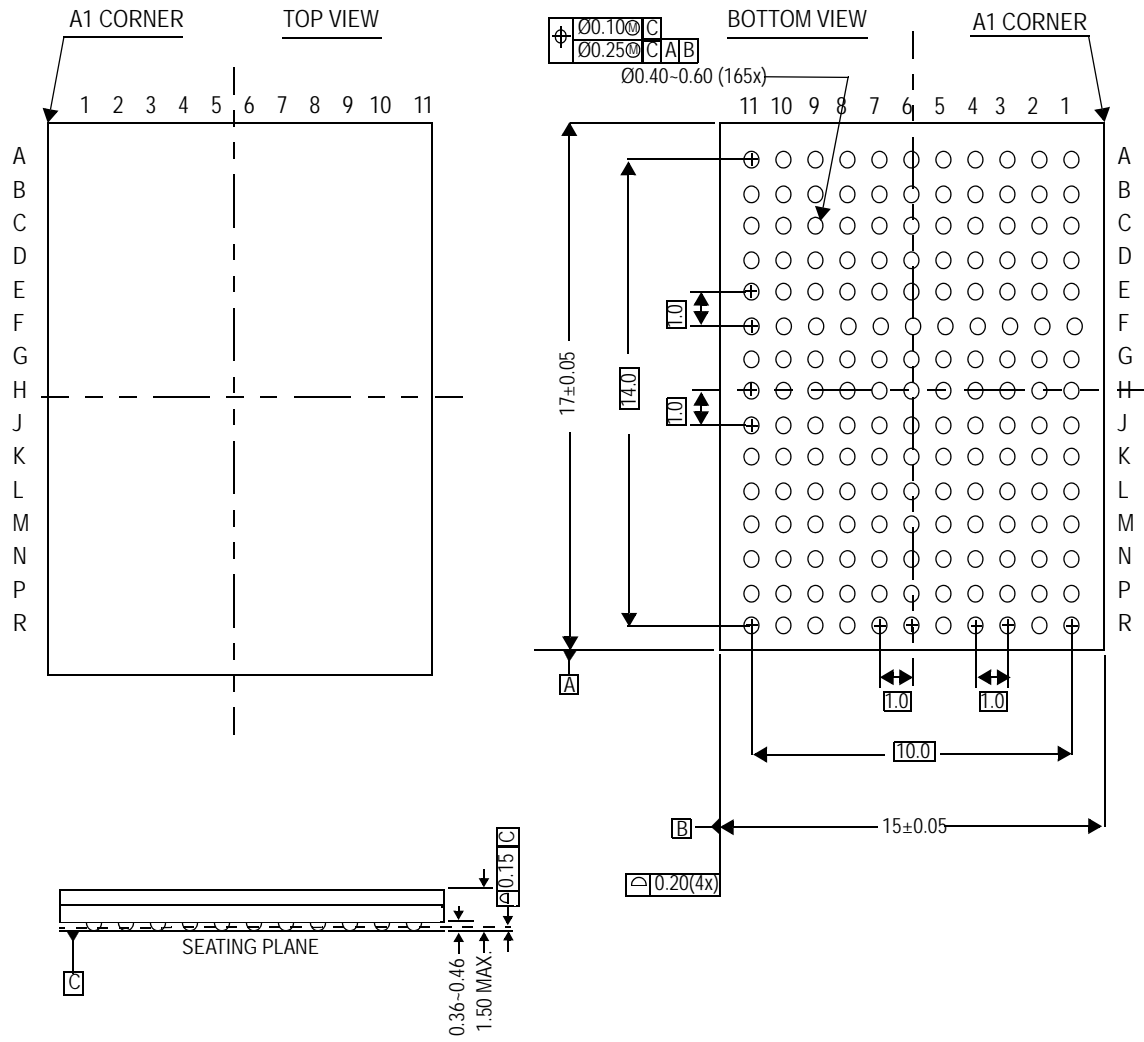 A1 CORNER
TOP VIEW
1 2 3 4 5 6 7 8 9 10 11
A
B
C
D
E
F
G
H
J
K
L
M
N
P
R
Ø0.10Ⓜ C
Ø0.25Ⓜ C A B
Ø0.40~0.60 (165x)
BOTTOM VIEW
A1 CORNER
11 10 9 8 7 6 5 4 3 2 1
A
B
C
D
E
F
G
H
J
K
L
M
N
P
R
1.0
1.0
14.0
17±0.05
A
1.0
1.0
10.0
B
15±0.05
0.20(4x)
0.15 C
SEATING PLANE
C
0.36~0.46
1.50 MAX.